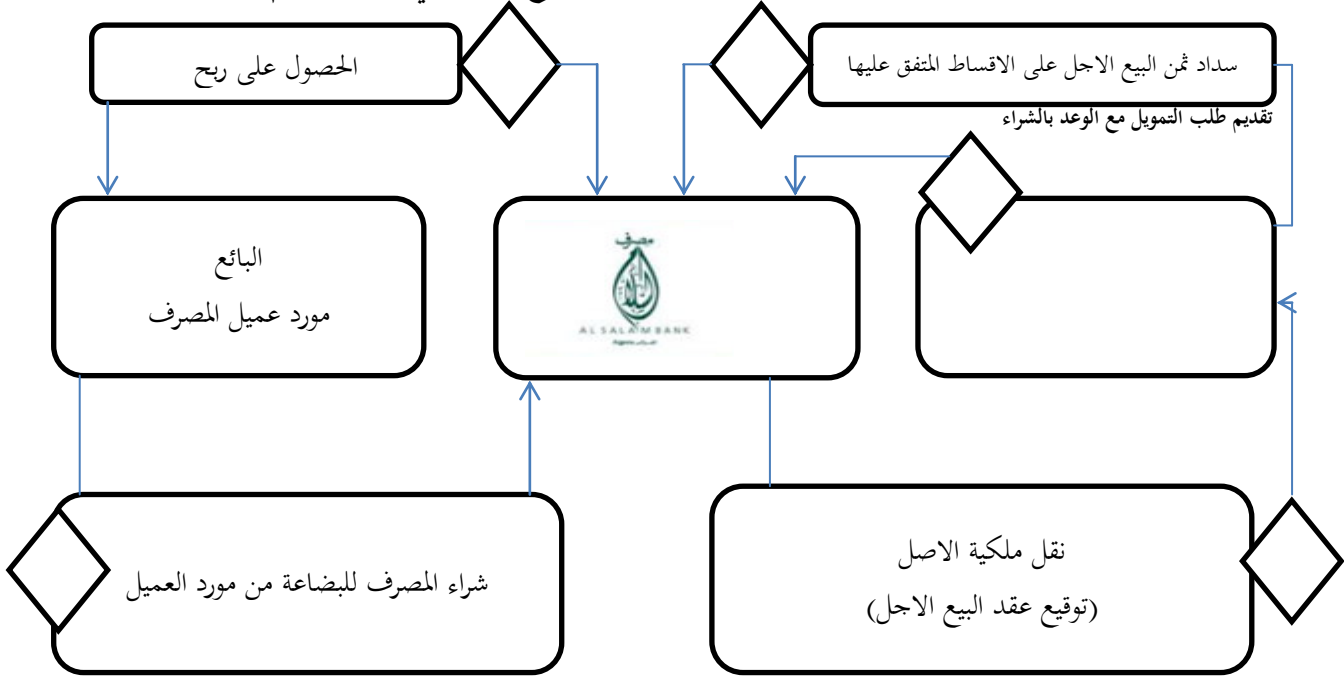 الحصول على ربح
سداد ثمن البيع الاجل على الاقساط المتفق عليها
تقديم طلب التمويل مع الوعد بالشراء
البائع
مورد عميل المصرف
مصرف
AL SALAM BANK
شراء المصرف للبضاعة من مورد العميل
نقل ملكية الاصل
(توقيع عقد البيع الاجل)